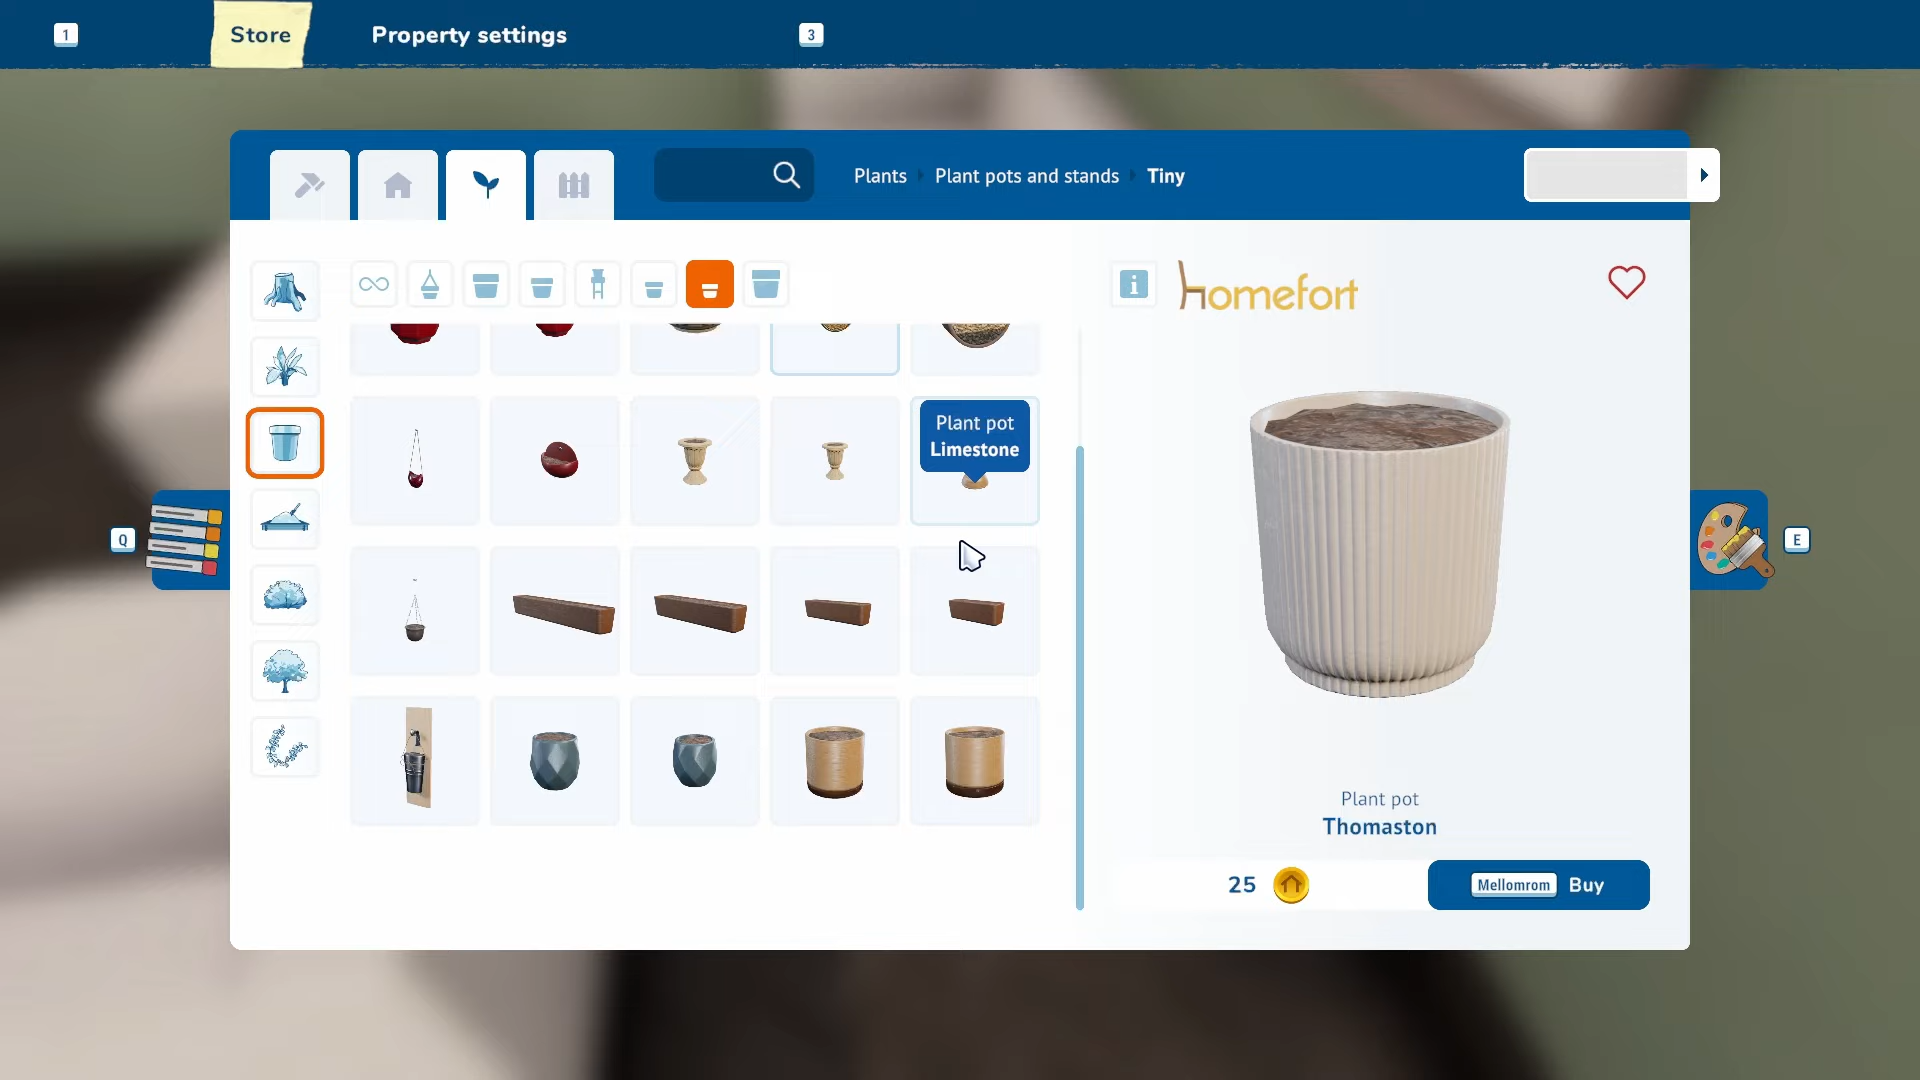 1
Store
Property settings
3
Plants
Plant pots and stands
Tiny
i
homefort
Plant pot
Limestone
Q
E
Plant pot
Thomaston
25
Mellomrom
Buy